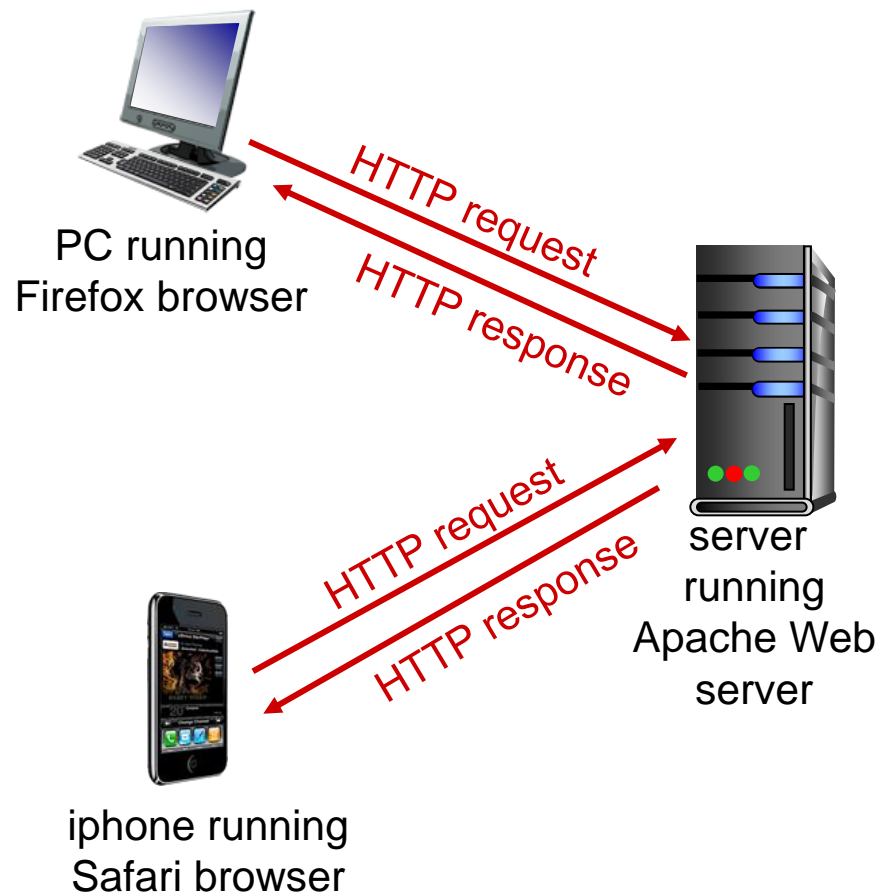 HTTP request
HTTP response
PC running
Firefox browser
HTTP request
HTTP response
server
running
Apache Web
server
iphone running
Safari browser